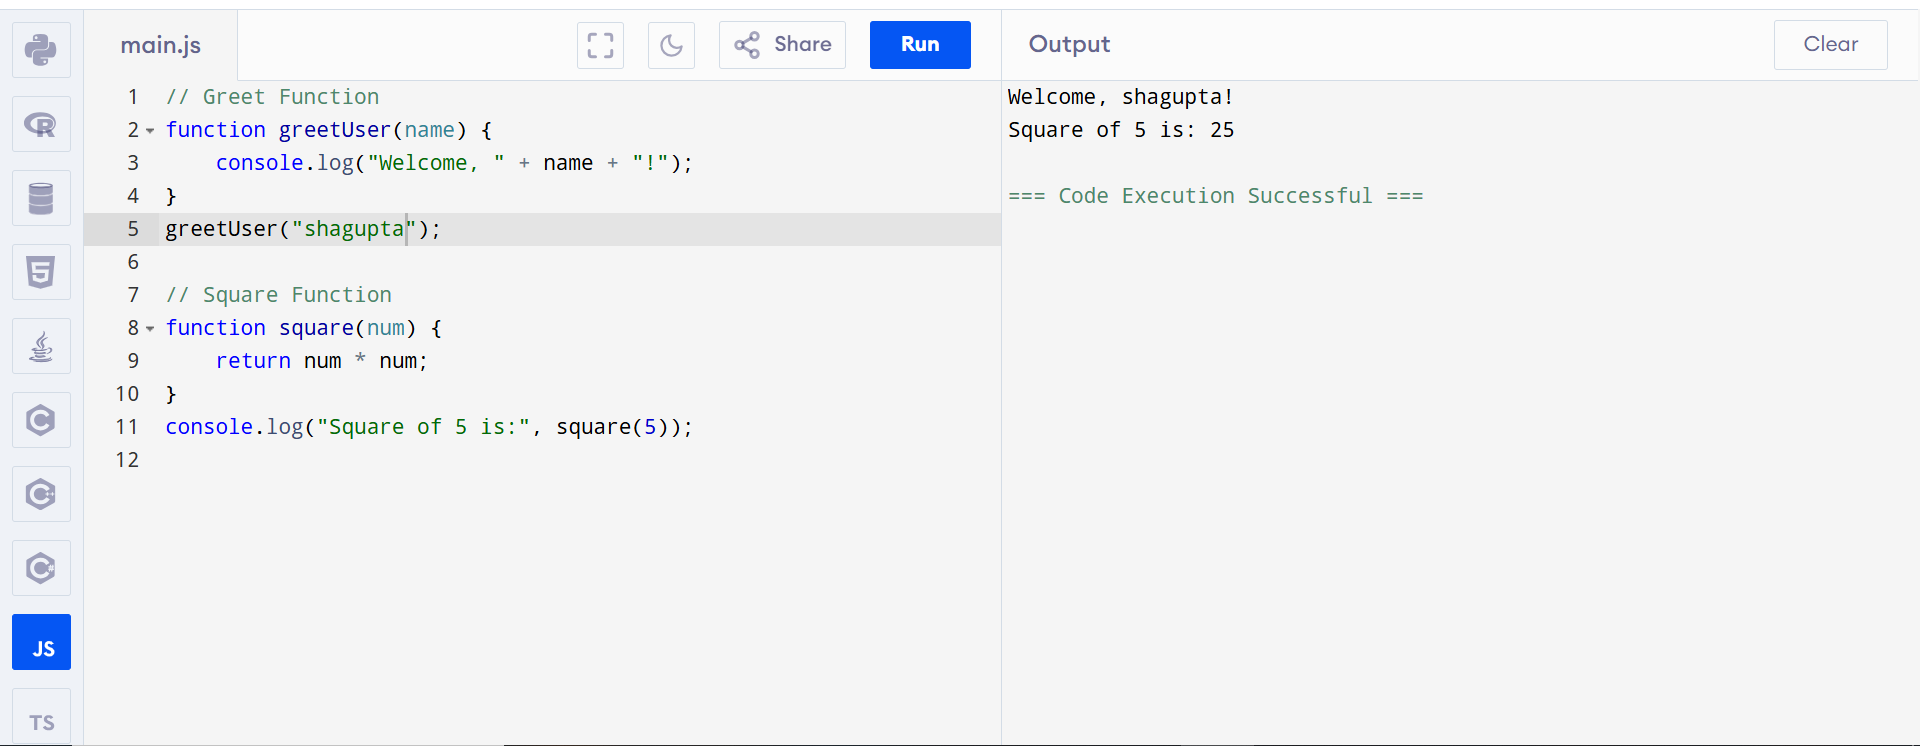 main.js
Share
Run
Output
Clear
1 // Greet Function
2 function greetUser(name) {
3     console.log("Welcome, " + name + "!");
4 }
5 greetUser("shagupta");
6
7 // Square Function
8 function square(num) {
9     return num * num;
10 }
11 console.log("Square of 5 is:", square(5));
12
Welcome, shagupta!
Square of 5 is: 25
=== Code Execution Successful ===
R
5
C
C++
C#
JS
TS